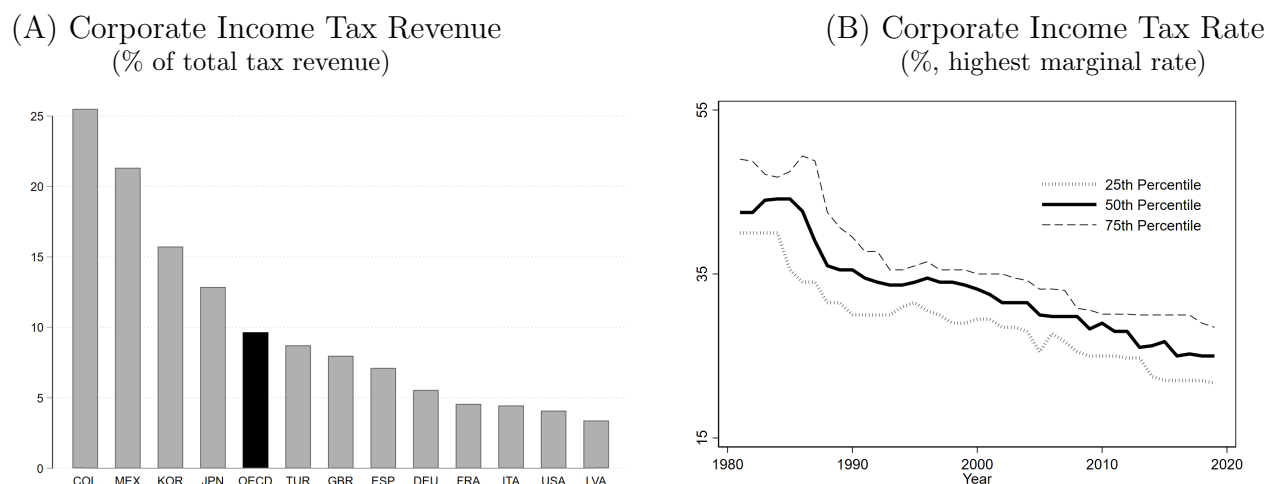 (A) Corporate Income Tax Revenue
(% of total tax revenue)
25
20
15
10
5
0
COL MEX KOR JPN OECD TUR GBR ESP DEU FRA ITA USA LVA
(B) Corporate Income Tax Rate
(%, highest marginal rate)
55
35
15
25th Percentile
50th Percentile
75th Percentile
1980 1990 2000 2010 2020
Year